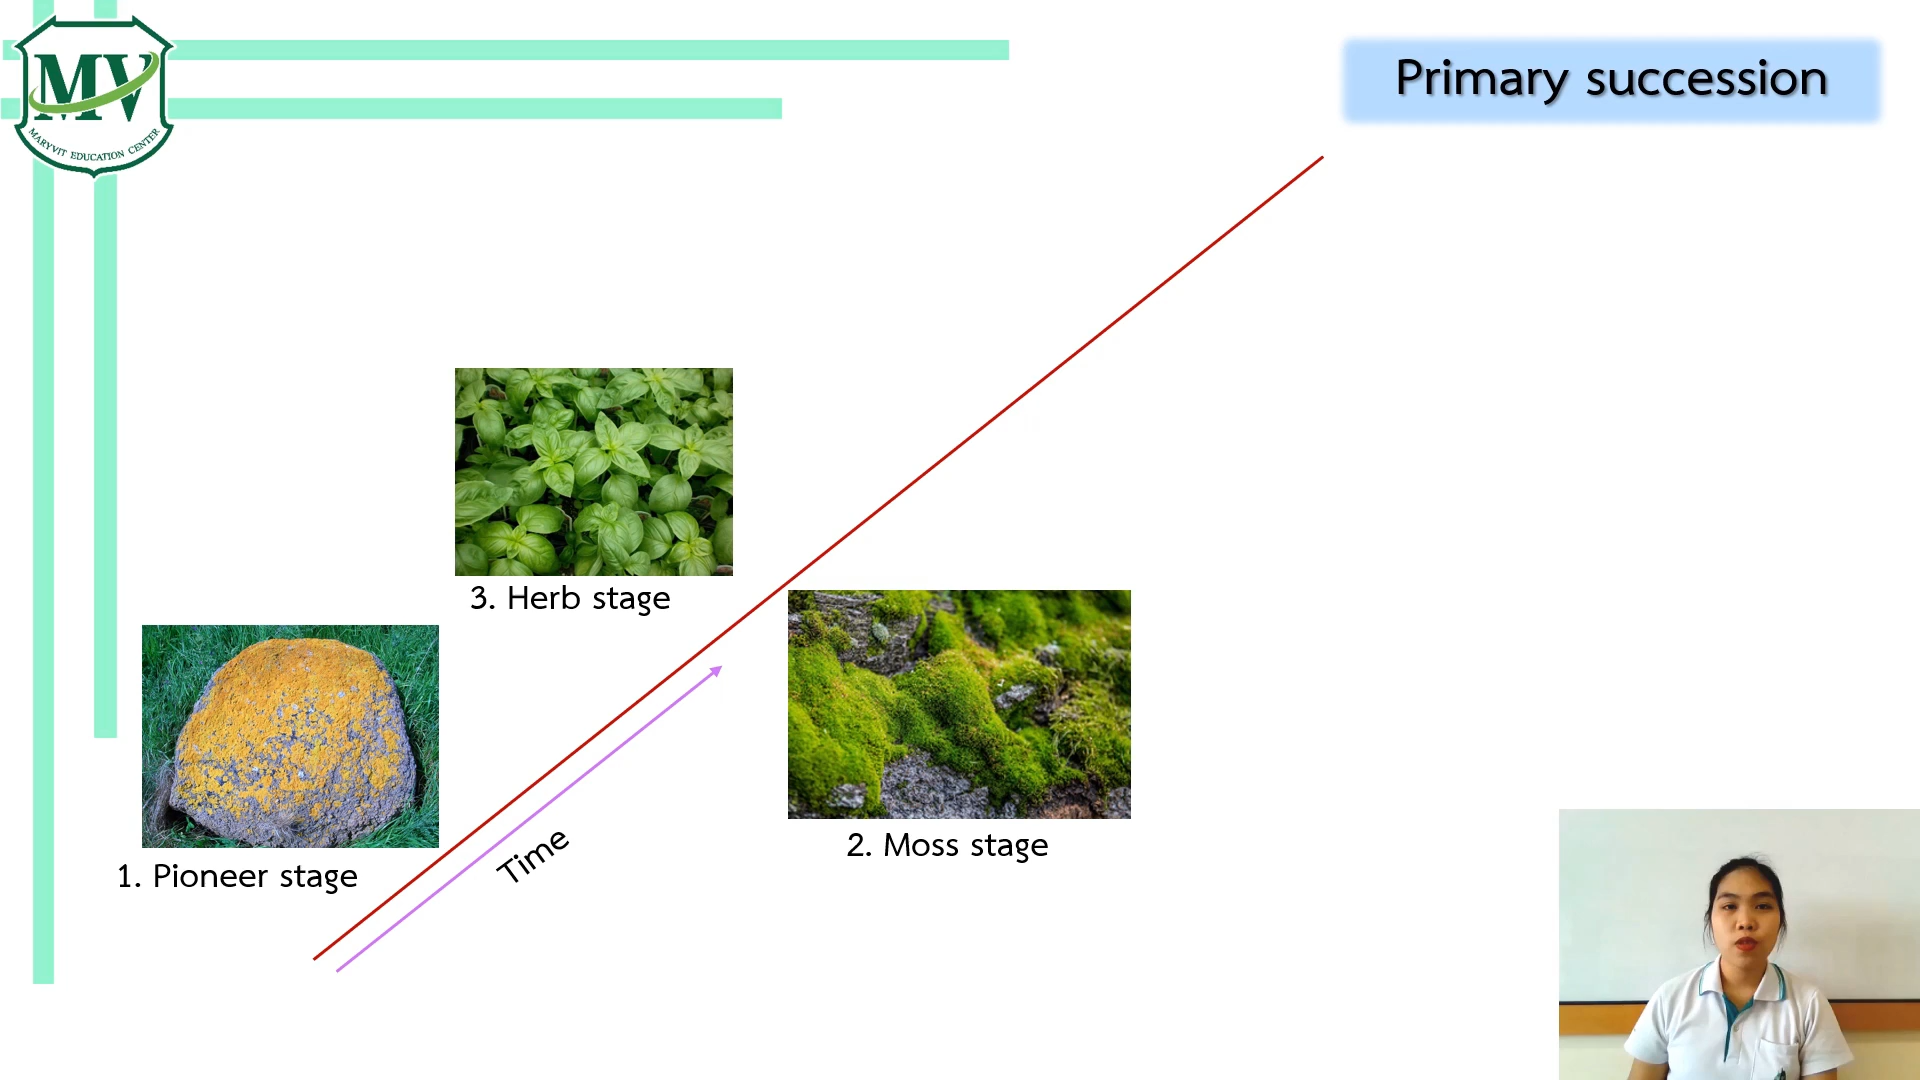 MV
MARYVIT EDUCATION CENTER
Primary succession
3. Herb stage
2. Moss stage
1. Pioneer stage
Time